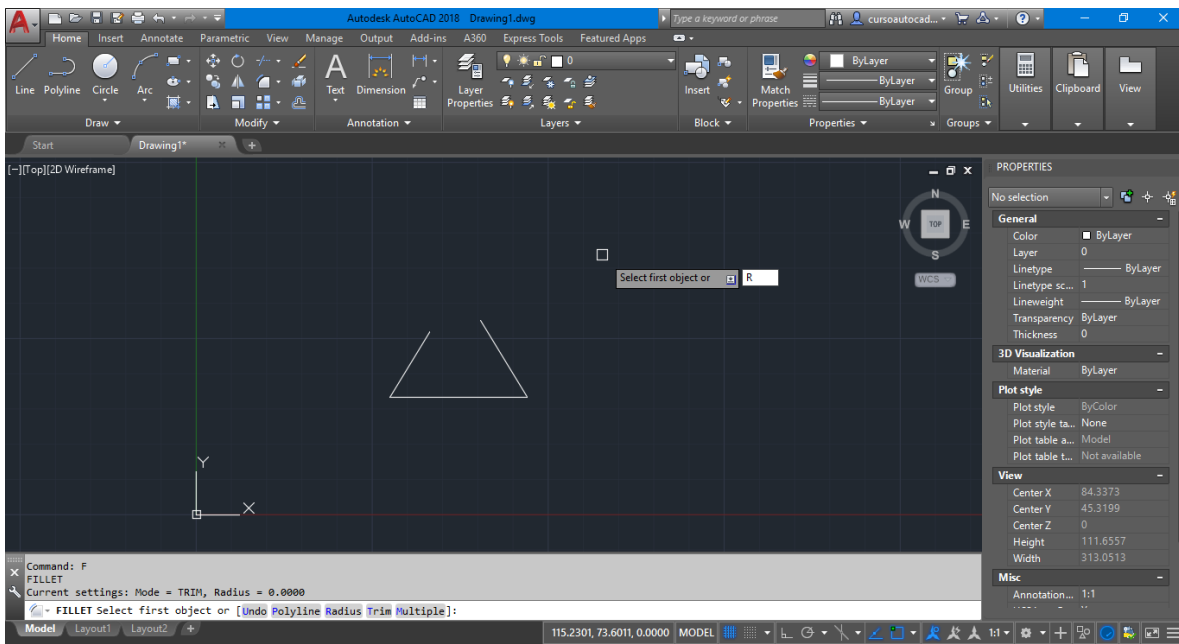 Autodesk AutoCAD 2018 Drawing1.dwg
Type a keyword or phrase
cursoautocad...
Home Insert Annotate Parametric View Manage Output Add-ins A360 Express Tools Featured Apps
0
ByLayer
ByLayer
ByLayer
Line Polyline Circle Arc
Text Dimension
Layer
Properties
Insert
Match
Properties
Group
Utilities Clipboard View
Draw Modify Annotation Layers Block Properties Groups
Start Drawing1* +
[−][Top][2D Wireframe]
N
W TOP E
S
WCS
Select first object or R
Y
X
PROPERTIES
No selection
General
Color ByLayer
Layer 0
Linetype ByLayer
Linetype sc... 1
Lineweight ByLayer
Transparency ByLayer
Thickness 0
3D Visualization
Material ByLayer
Plot style
Plot style ByColor
Plot style ta... None
Plot table a... Model
Plot table t... Not available
View
Center X 84.3373
Center Y 45.3199
Center Z 0
Height 111.6557
Width 313.0513
Misc
Annotation... 1:1
Command: F
FILLET
Current settings: Mode = TRIM, Radius = 0.0000
FILLET Select first object or [Undo Polyline Radius Trim Multiple]:
Model Layout1 Layout2 +
115.2301, 73.6011, 0.0000 MODEL 1:1